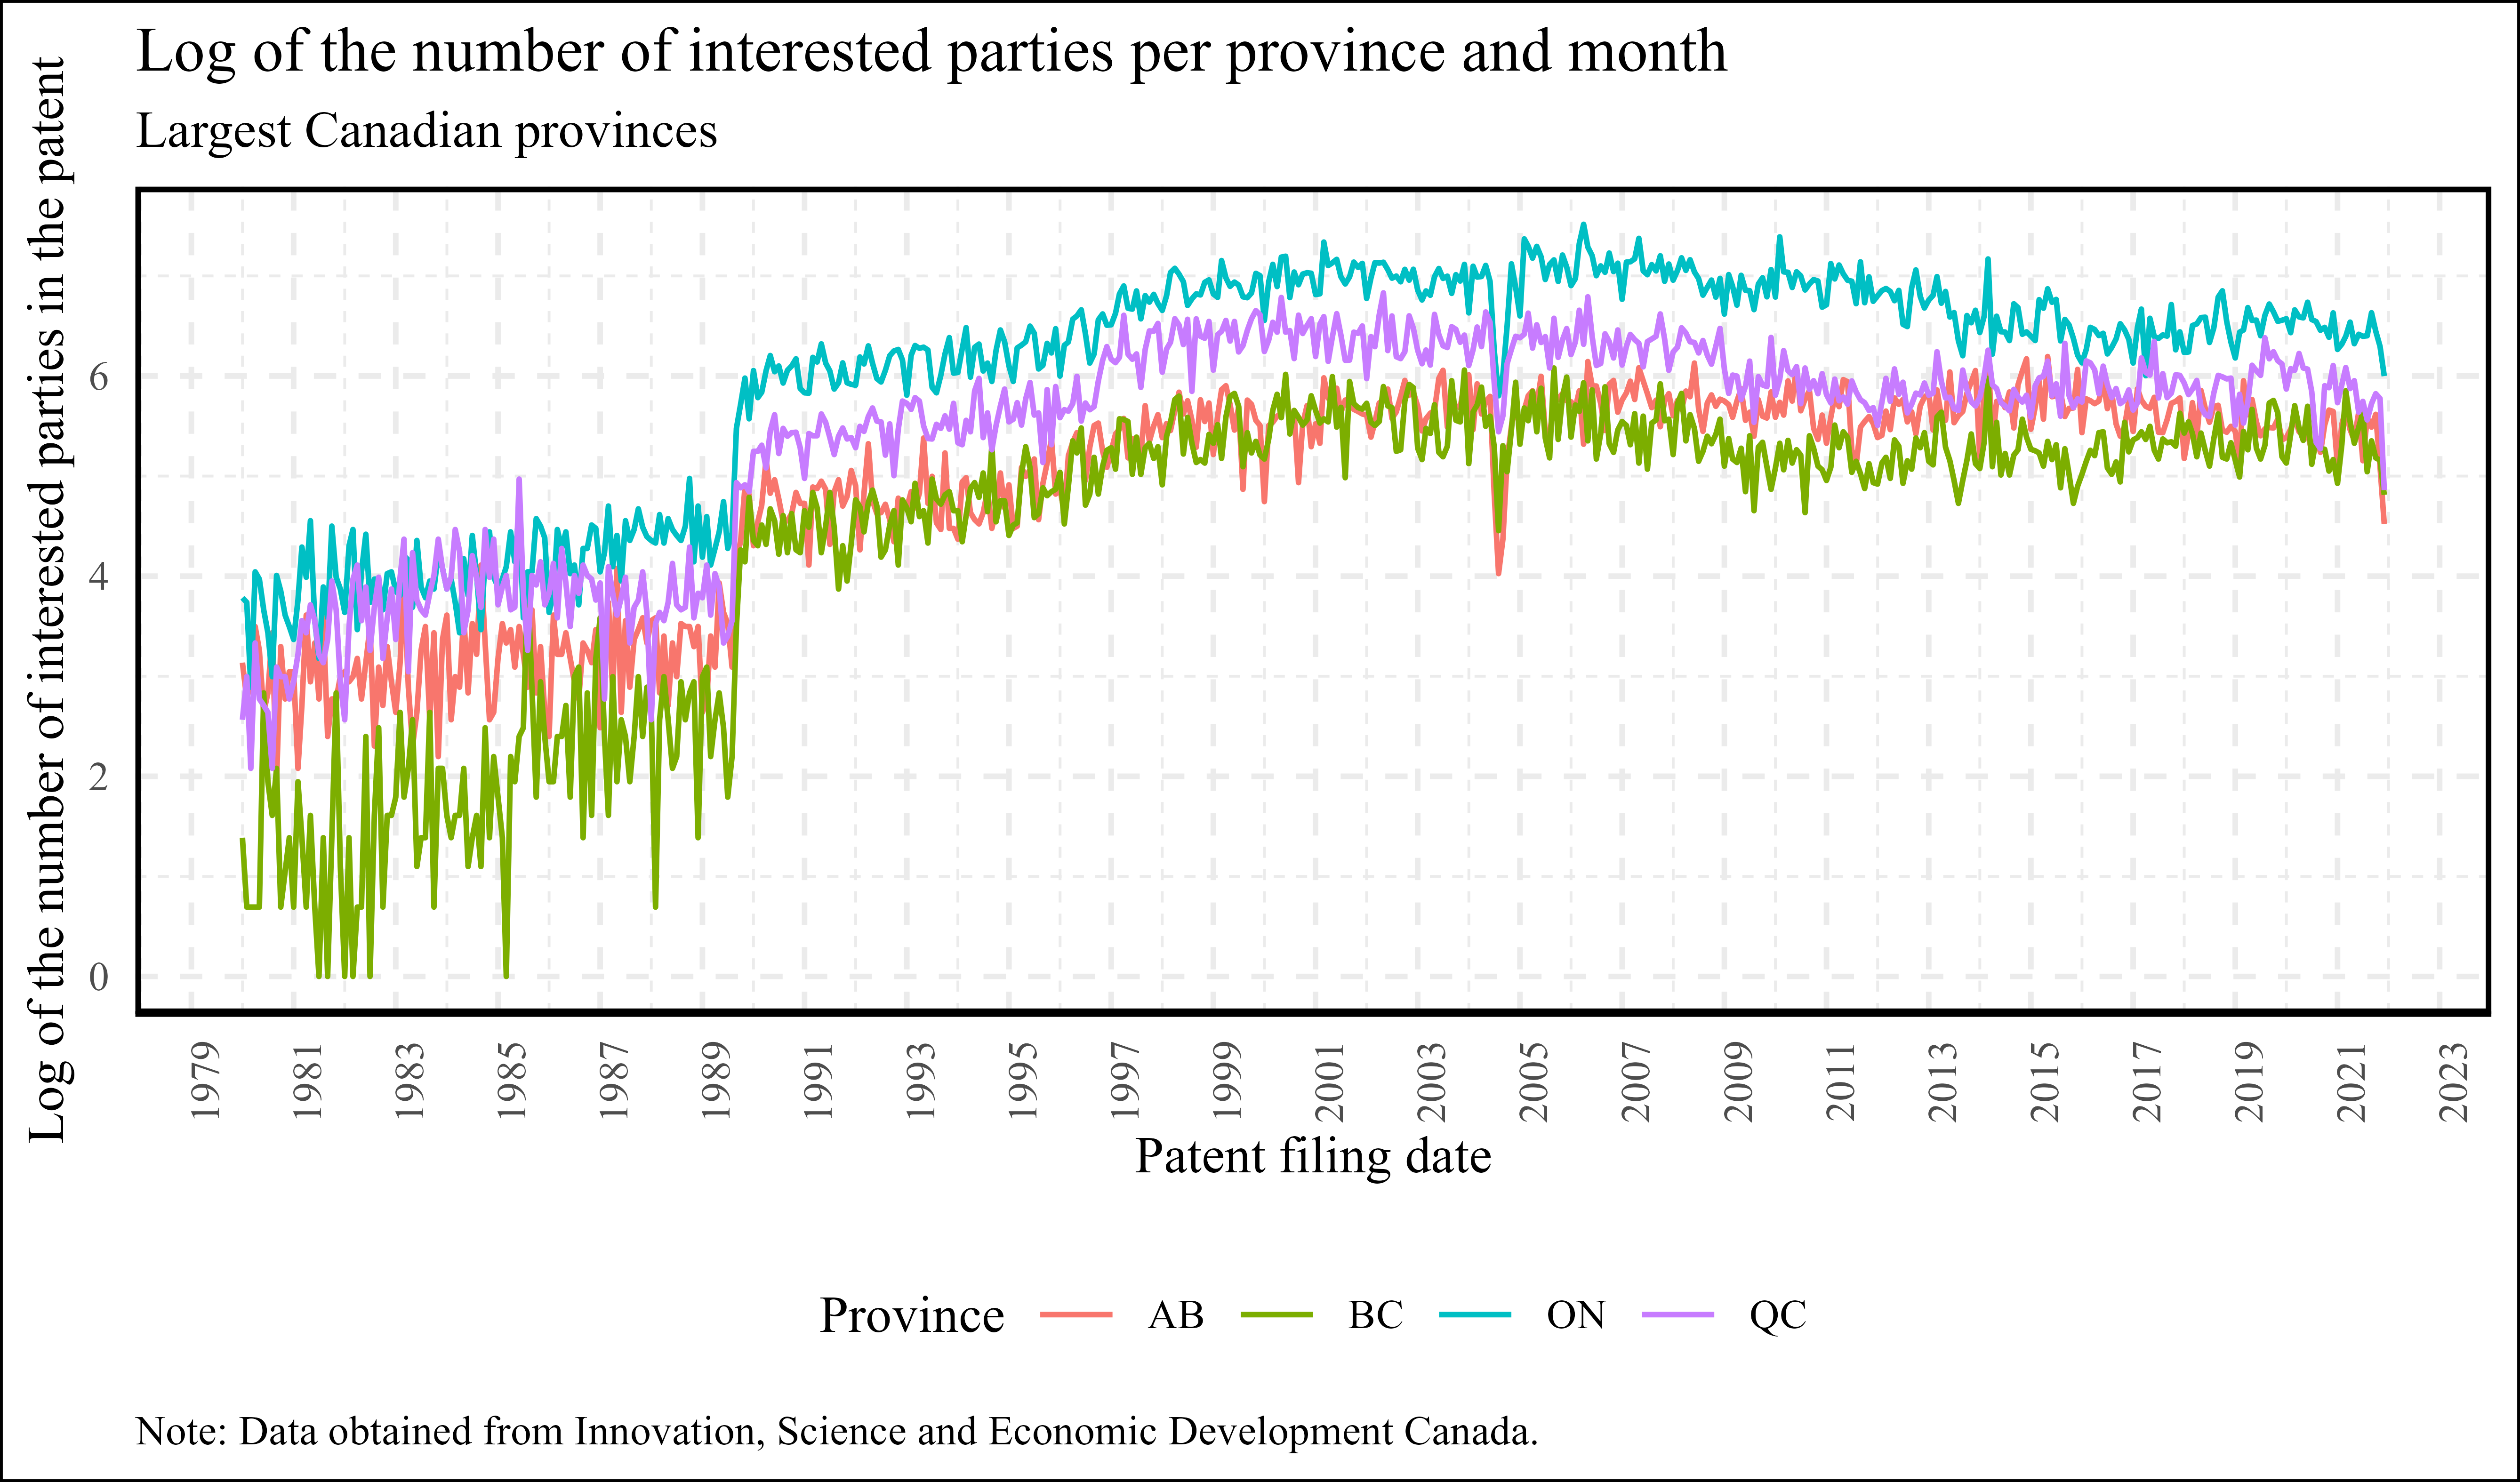 Log of the number of interested parties per province and month
Largest Canadian provinces
Log of the number of interested parties in the patent
6
4
2
0
1979 1981 1983 1985 1987 1989 1991 1993 1995 1997 1999 2001 2003 2005 2007 2009 2011 2013 2015 2017 2019 2021 2023
Patent filing date
Province AB BC ON QC
Note: Data obtained from Innovation, Science and Economic Development Canada.